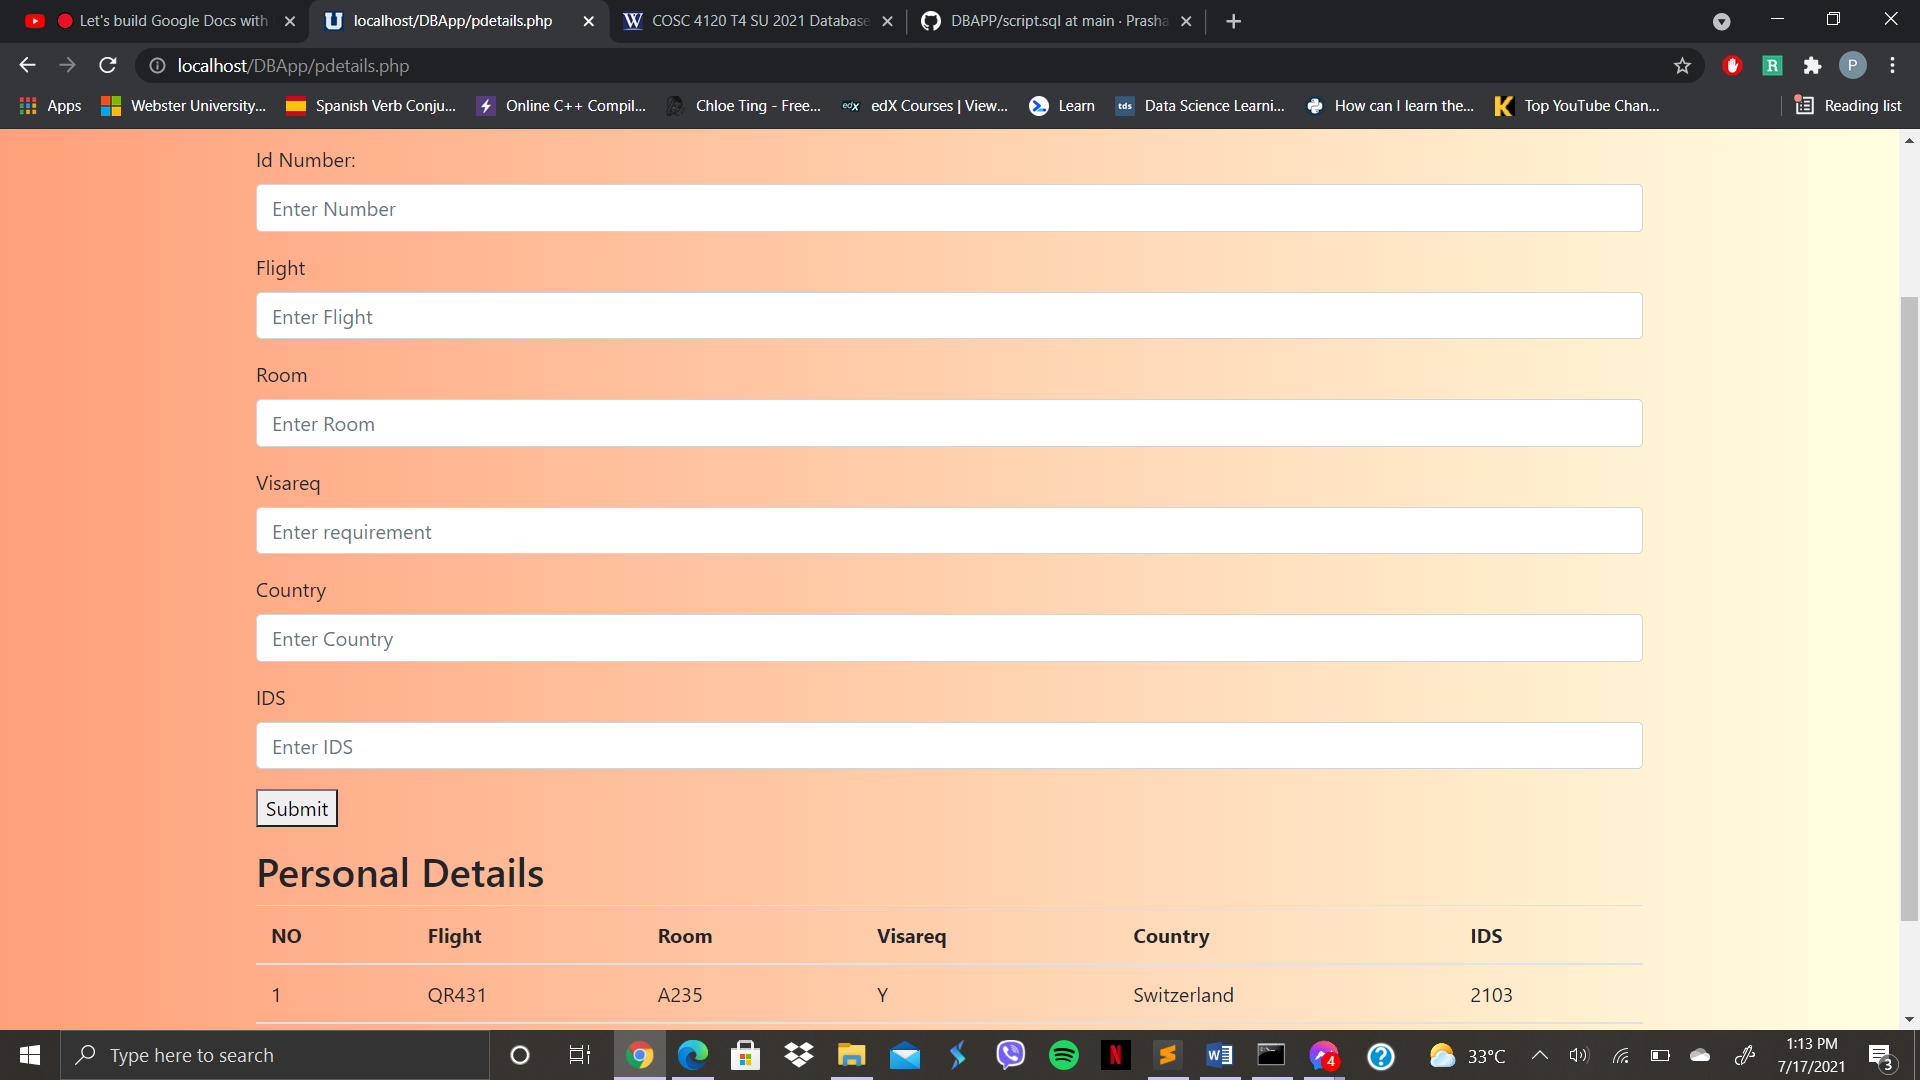 Let's build Google Docs with
localhost/DBApp/pdetails.php
COSC 4120 T4 SU 2021 Database
DBAPP/script.sql at main · Prasha
localhost/DBApp/pdetails.php
R
P
Apps
Webster University...
Spanish Verb Conju...
Online C++ Compil...
Chloe Ting - Free...
edX
edX Courses | View...
Learn
tds
Data Science Learni...
How can I learn the...
Top YouTube Chan...
Reading list
Id Number:
Enter Number
Flight
Enter Flight
Room
Enter Room
Visareq
Enter requirement
Country
Enter Country
IDS
Enter IDS
Submit
Personal Details
NO Flight Room Visareq Country IDS
1 QR431 A235 Y Switzerland 2103
Type here to search
4
33°C
1:13 PM
7/17/2021
3